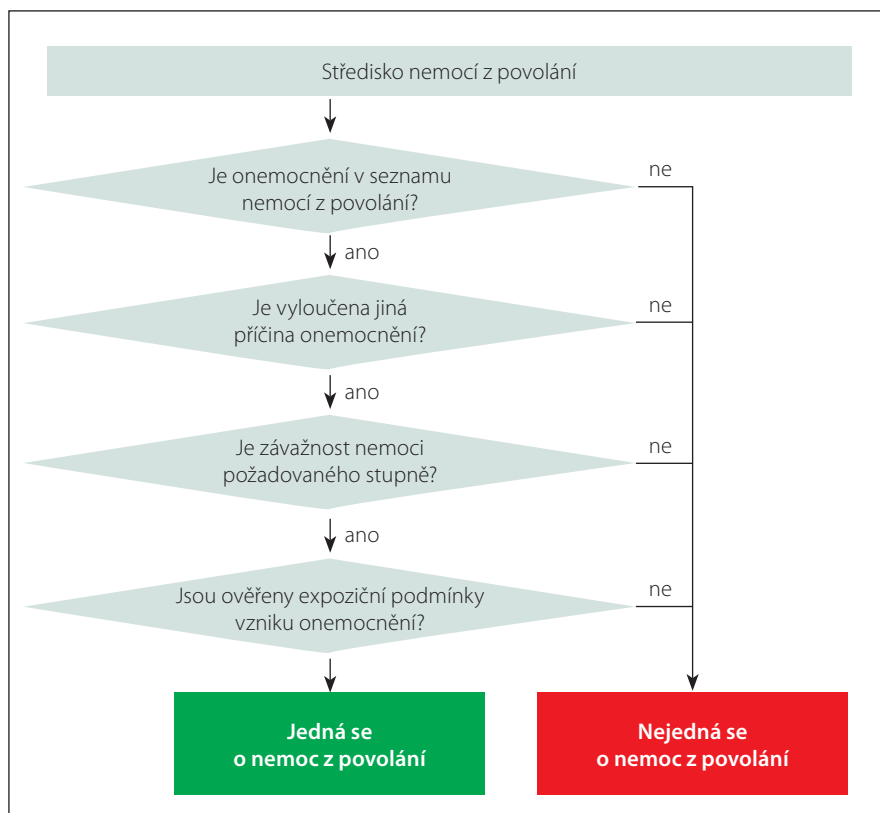 Středisko nemocí z povolání
Je onemocnění v seznamu
nemocí z povolání?
ne
ano
Je vyloučena jiná
příčina onemocnění?
ne
ano
Je závažnost nemoci
požadovaného stupně?
ne
ano
Jsou ověřeny expoziční podmínky
vzniku onemocnění?
ne
Jedná se
o nemoc z povolání
Nejedná se
o nemoc z povolání